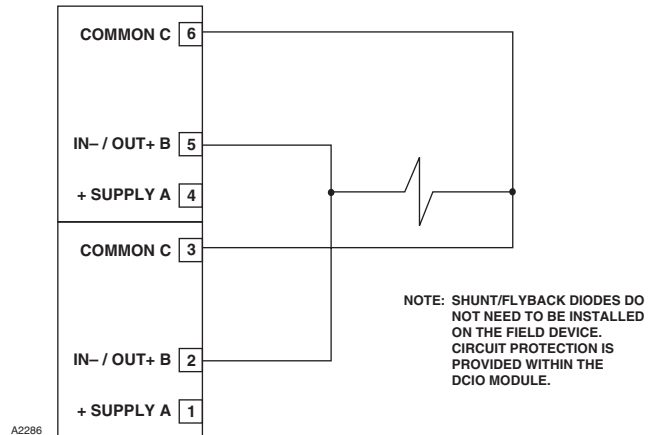 COMMON C 6
IN– / OUT+ B 5
+ SUPPLY A 4
COMMON C 3
IN– / OUT+ B 2
+ SUPPLY A 1
NOTE: SHUNT/FLYBACK DIODES DO
NOT NEED TO BE INSTALLED
ON THE FIELD DEVICE.
CIRCUIT PROTECTION IS
PROVIDED WITHIN THE
DCIO MODULE.
A2286